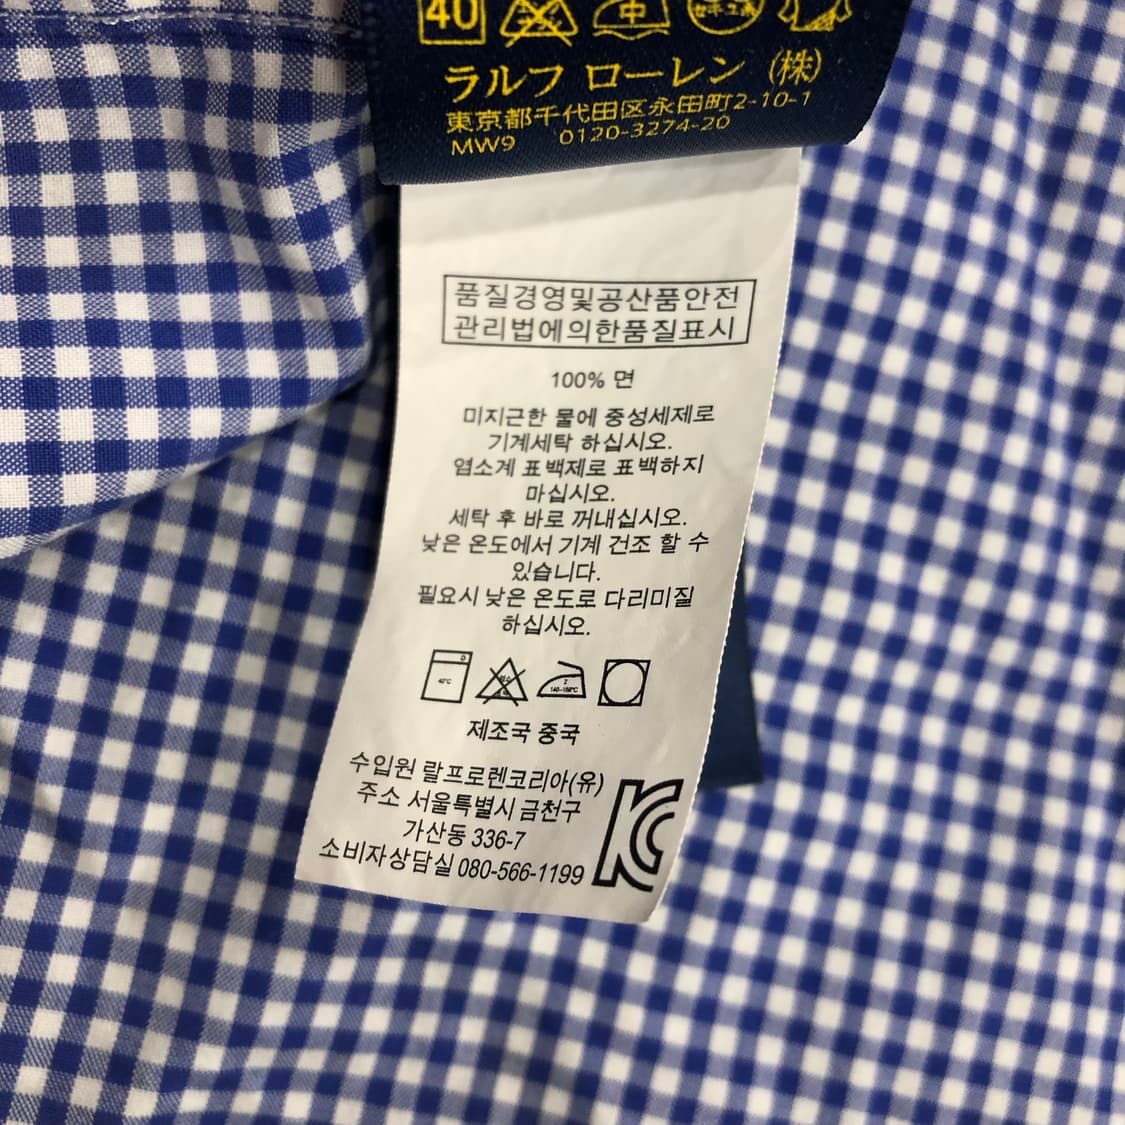 40
ラルフ ローレン (株)
東京都千代田区永田町2-10-1
MW9 0120-3274-20
품질경영및공산품안전
관리법에의한품질표시
100% 면
미지근한 물에 중성세제로
기계세탁 하십시오.
염소계 표백제로 표백하지
마십시오.
세탁 후 바로 꺼내십시오.
낮은 온도에서 기계 건조 할 수
있습니다.
필요시 낮은 온도로 다리미질
하십시오.
40°C
140-160°C
제조국 중국
수입원 랄프로렌코리아(유)
주소 서울특별시 금천구
가산동 336-7
소비자상담실 080-566-1199